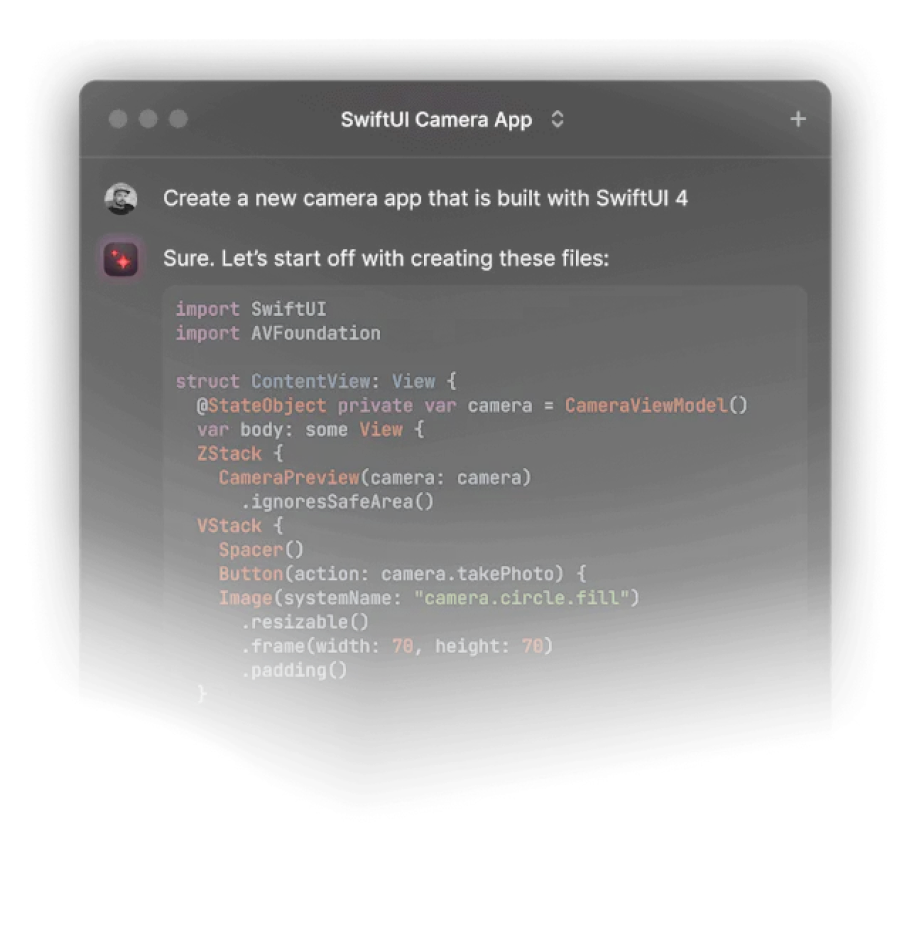 SwiftUI Camera App
Create a new camera app that is built with SwiftUI 4
Sure. Let’s start off with creating these files:
import SwiftUI
import AVFoundation
struct ContentView: View {
@StateObject private var camera = CameraViewModel()
var body: some View {
ZStack {
CameraPreview(camera: camera)
.ignoresSafeArea()
VStack {
Spacer()
Button(action: camera.takePhoto) {
Image(systemName: "camera.circle.fill")
.resizable()
.frame(width: 70, height: 70)
.padding()
}